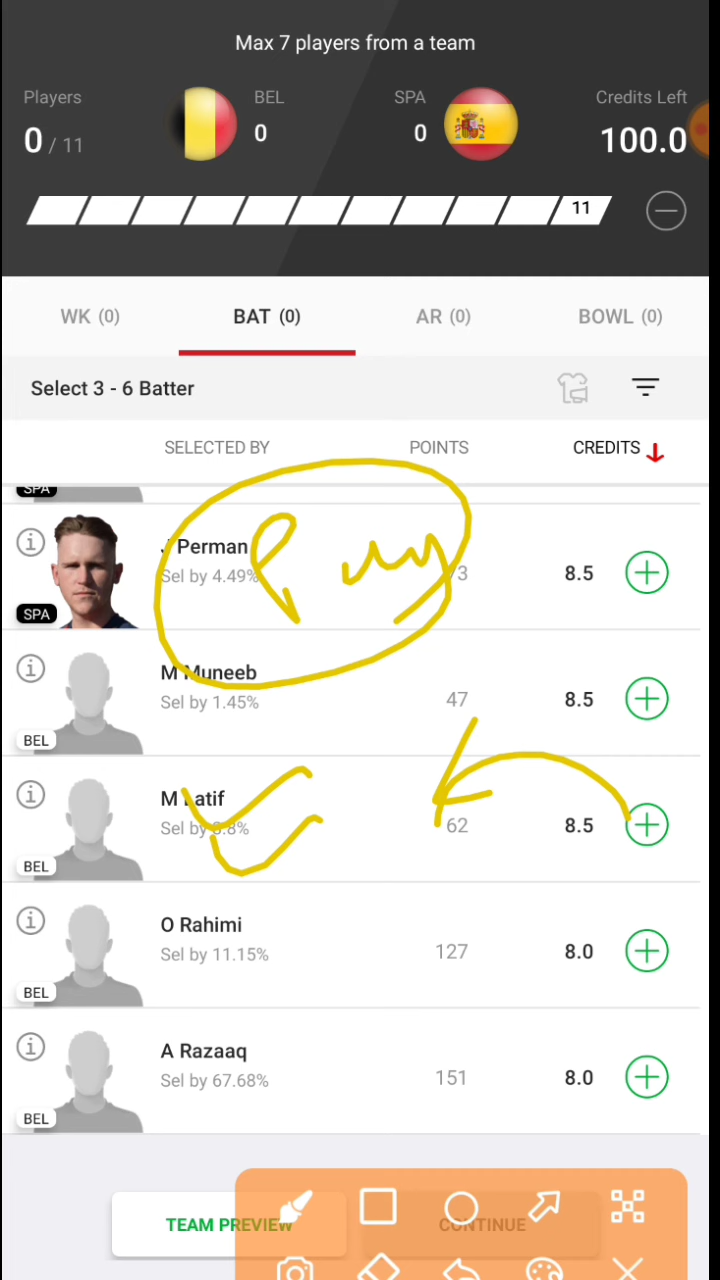 Max 7 players from a team
Players
BEL
SPA
Credits Left
0 / 11
0
0
100.0
11
WK (0)
BAT (0)
AR (0)
BOWL (0)
Select 3 - 6 Batter
SELECTED BY
POINTS
CREDITS
SPA
J Perman
Sel by 4.49%
8.5
SPA
M Muneeb
Sel by 1.45%
47
8.5
BEL
M Latif
Sel by 3.8%
62
8.5
BEL
O Rahimi
Sel by 11.15%
127
8.0
BEL
A Razaaq
Sel by 67.68%
151
8.0
BEL
TEAM PREVIEW
CONTINUE